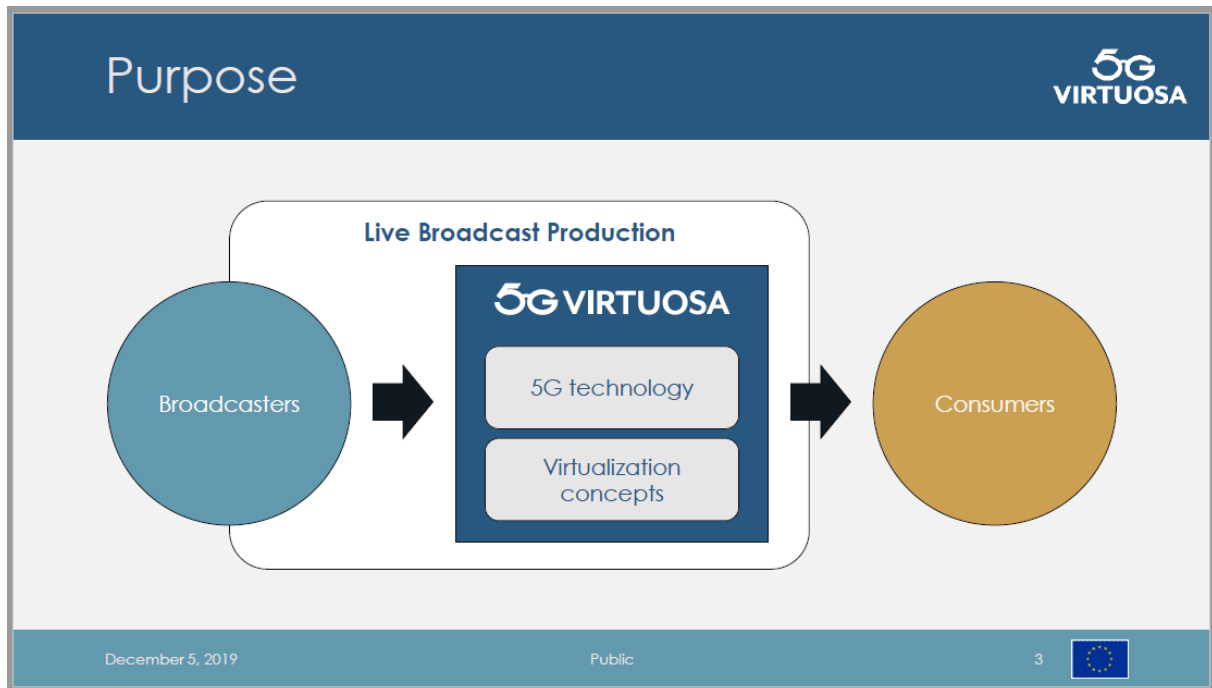 Purpose
5G
VIRTUOSA
Live Broadcast Production
5G VIRTUOSA
5G technology
Broadcasters
Consumers
Virtualization
concepts
December 5, 2019
Public
3